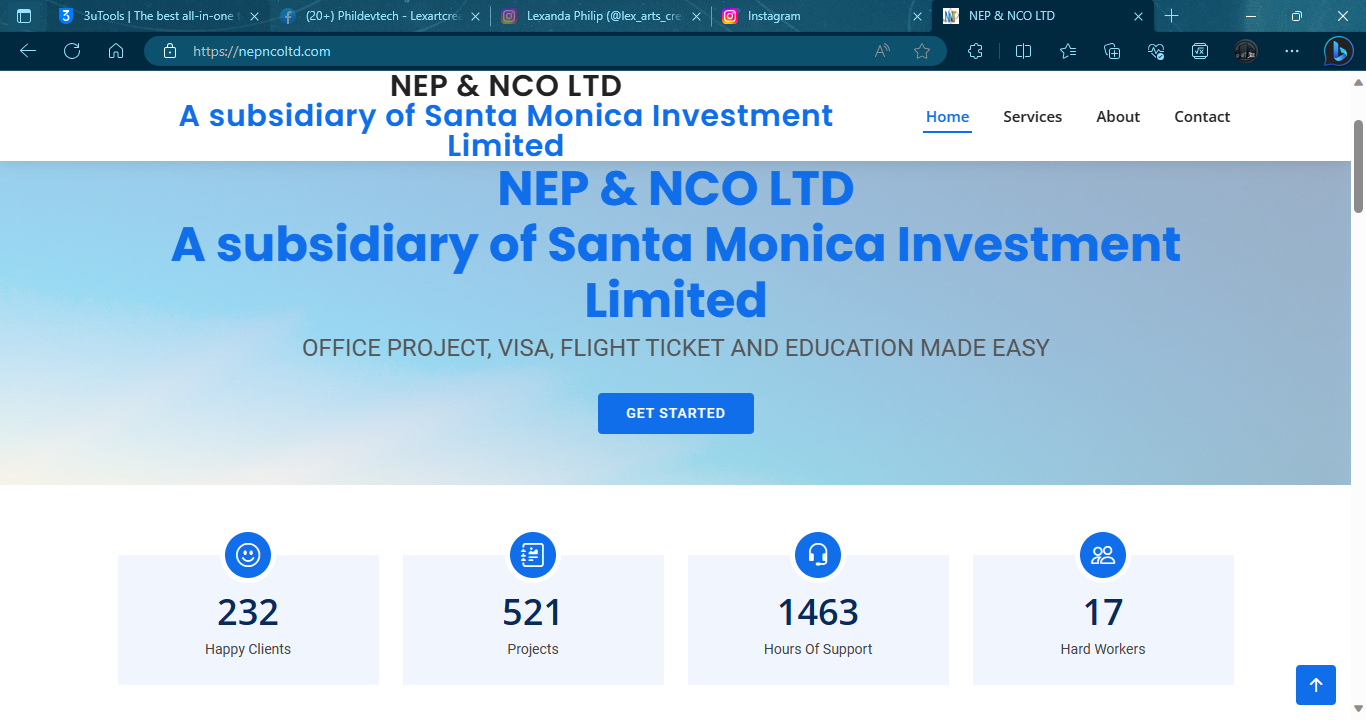 3UTools | The best all-in-one
(20+) Phildevtech - Lexartcrea
Lexanda Philip (@lex_arts_cre
Instagram
NEP & NCO LTD
https://nepncoltd.com
NEP & NCO LTD
A subsidiary of Santa Monica Investment
Limited
Home Services About Contact
NEP & NCO LTD
A subsidiary of Santa Monica Investment
Limited
OFFICE PROJECT, VISA, FLIGHT TICKET AND EDUCATION MADE EASY
GET STARTED
232
Happy Clients
521
Projects
1463
Hours Of Support
17
Hard Workers